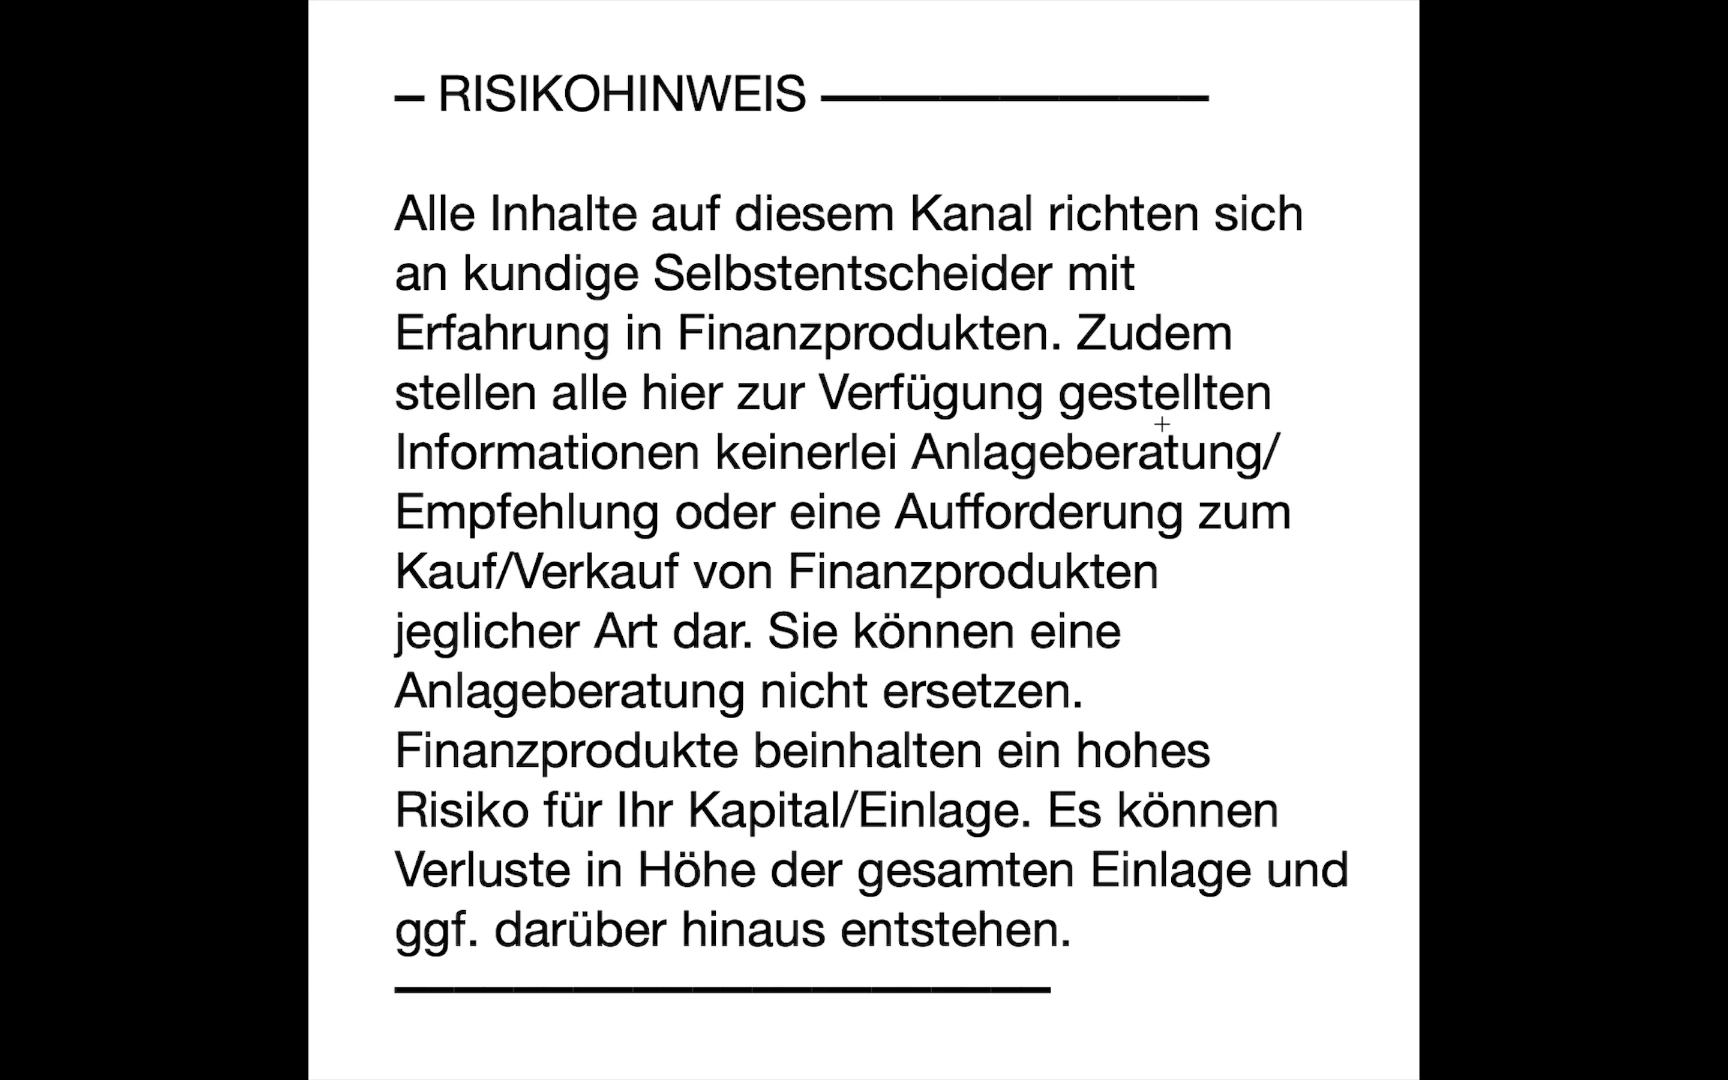 – RISIKOHINWEIS —————————
Alle Inhalte auf diesem Kanal richten sich
an kundige Selbstentscheider mit
Erfahrung in Finanzprodukten. Zudem
stellen alle hier zur Verfügung gestellten
Informationen keinerlei Anlageberatung/
Empfehlung oder eine Aufforderung zum
Kauf/Verkauf von Finanzprodukten
jeglicher Art dar. Sie können eine
Anlageberatung nicht ersetzen.
Finanzprodukte beinhalten ein hohes
Risiko für Ihr Kapital/Einlage. Es können
Verluste in Höhe der gesamten Einlage und
ggf. darüber hinaus entstehen.